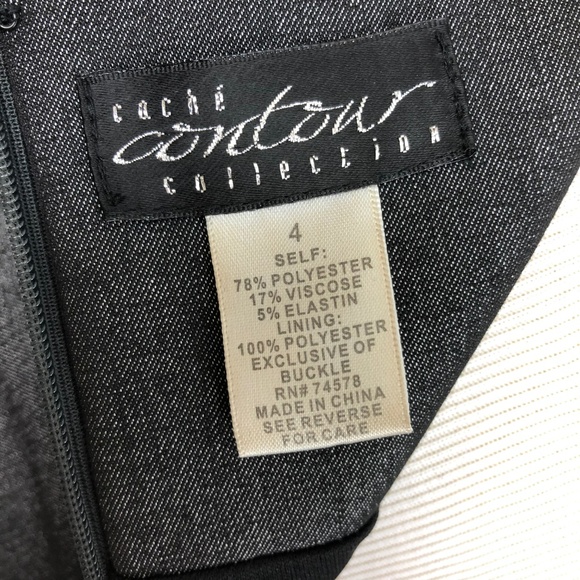 caché
contour
collection
4
SELF:
78% POLYESTER
17% VISCOSE
5% ELASTIN
LINING:
100% POLYESTER
EXCLUSIVE OF
BUCKLE
RN# 74578
MADE IN CHINA
SEE REVERSE
FOR CARE